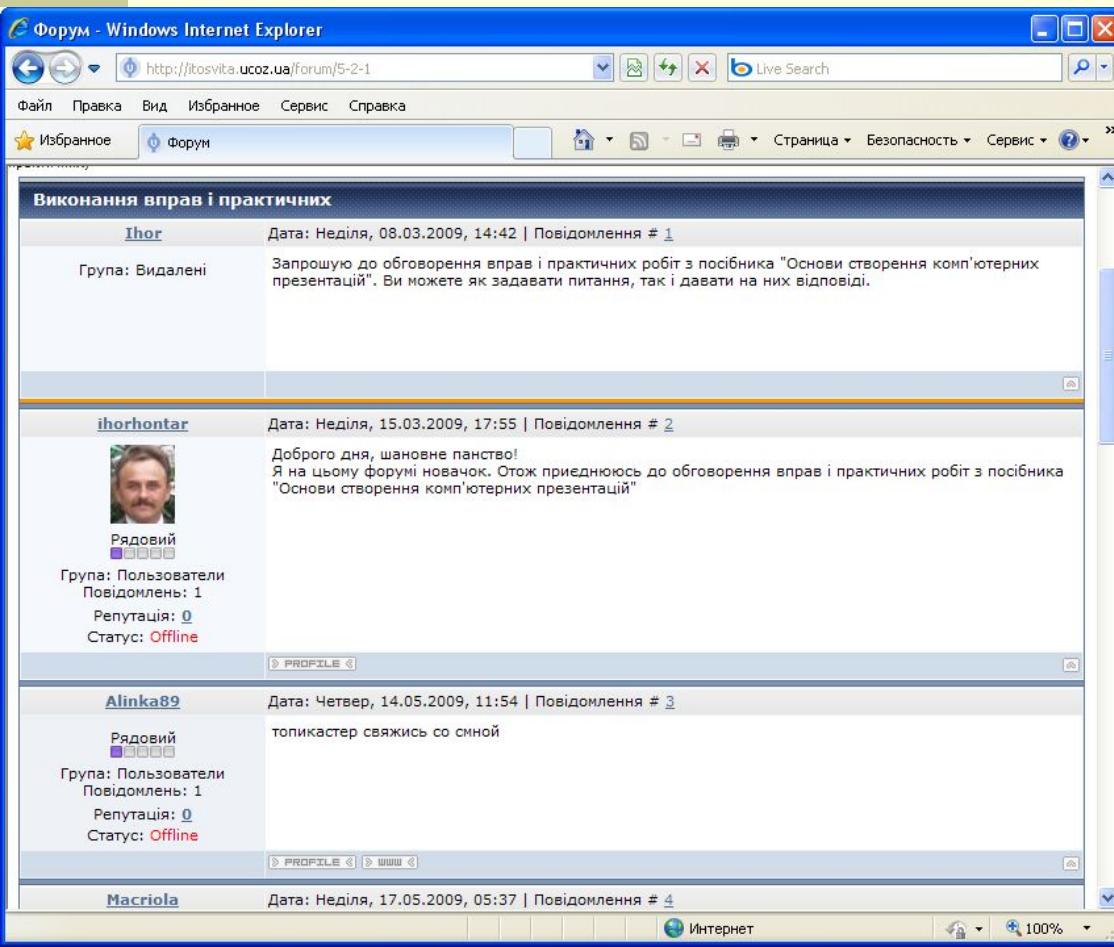 Форум - Windows Internet Explorer
http://itosvita.ucoz.ua/forum/5-2-1
Live Search
Файл Правка Вид Избранное Сервис Справка
Избранное Форум Страница Безопасность Сервис
Виконання вправ і практичних
Ihor Дата: Неділя, 08.03.2009, 14:42 | Повідомлення # 1
Група: Видалені
Запрошую до обговорення вправ і практичних робіт з посібника "Основи створення комп'ютерних
презентацій". Ви можете як задавати питання, так і давати на них відповіді.
ihorhontar Дата: Неділя, 15.03.2009, 17:55 | Повідомлення # 2
Доброго дня, шановне панство!
Я на цьому форумі новачок. Отож приєднююсь до обговорення вправ і практичних робіт з посібника
"Основи створення комп'ютерних презентацій"
Рядовий
Група: Пользователи
Повідомлень: 1
Репутація: 0
Статус: Offline
PROFILE
Alinka89 Дата: Четвер, 14.05.2009, 11:54 | Повідомлення # 3
топикастер свяжись со смной
Рядовий
Група: Пользователи
Повідомлень: 1
Репутація: 0
Статус: Offline
PROFILE www
Macriola Дата: Неділя, 17.05.2009, 05:37 | Повідомлення # 4
Интернет 100%